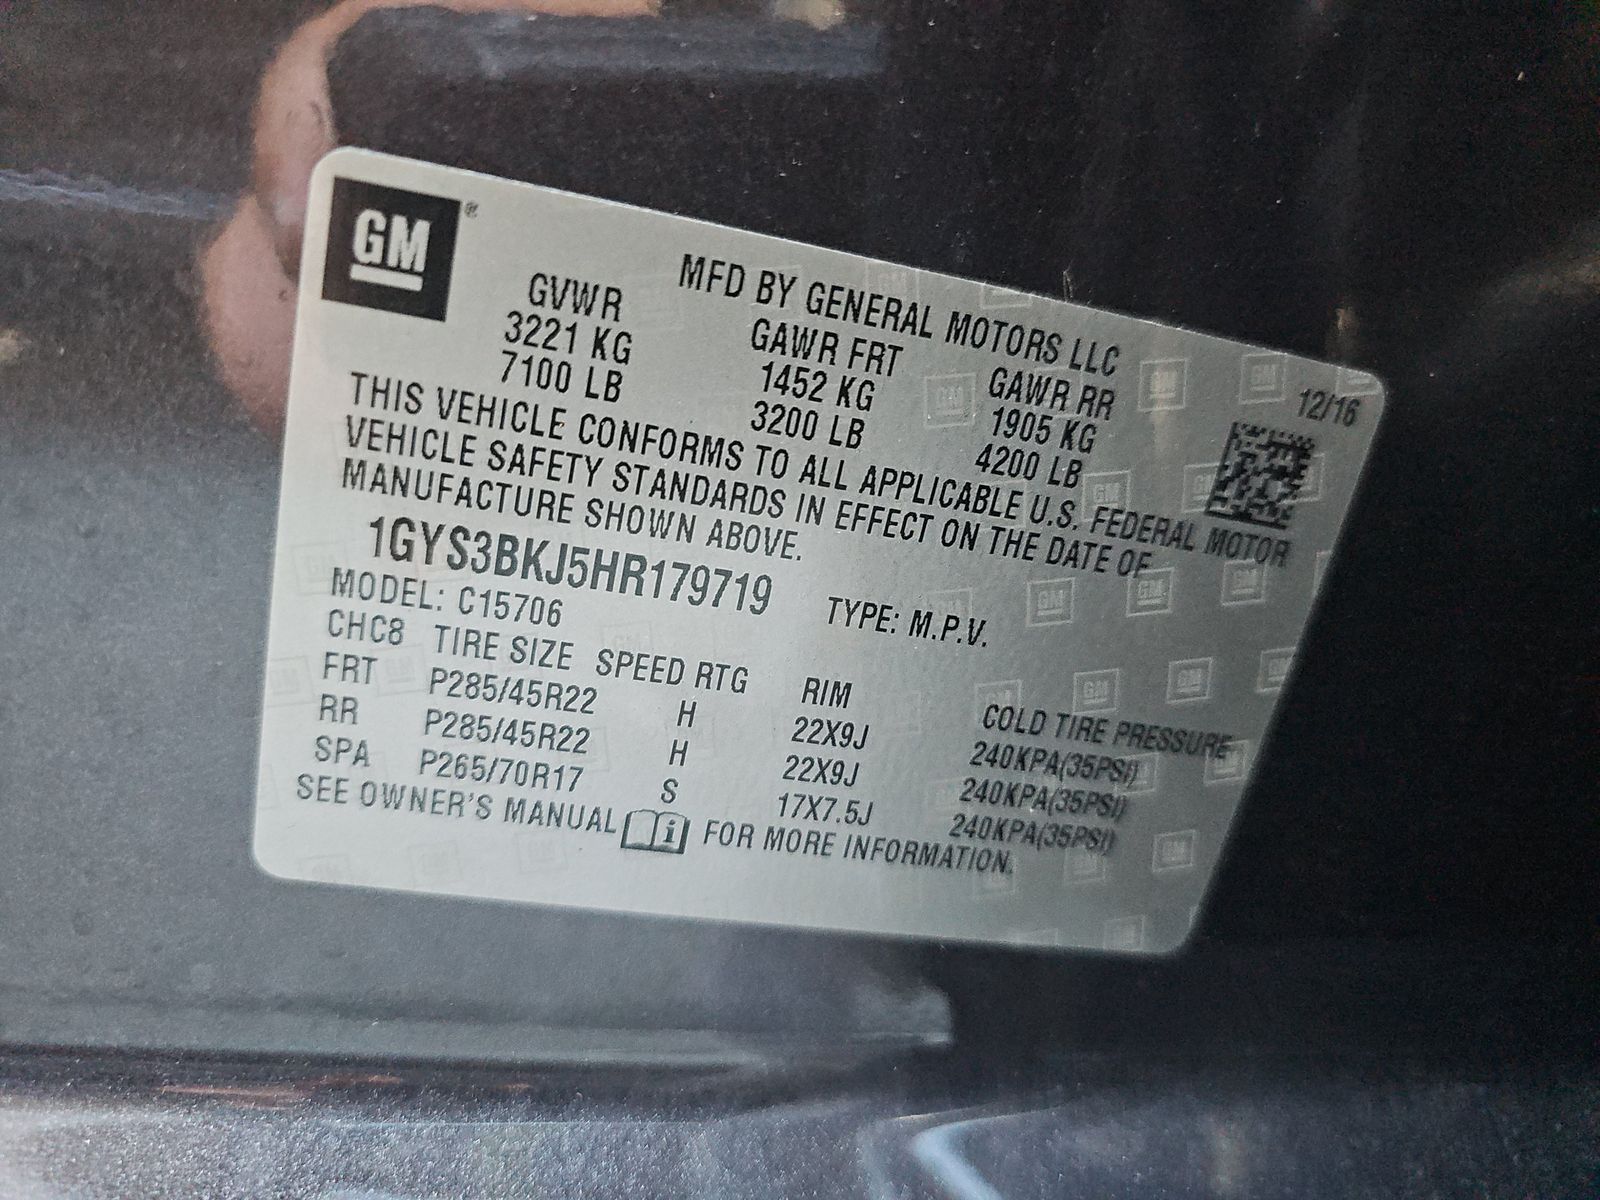 GM
MFD BY GENERAL MOTORS LLC 12/16
GVWR GAWR FRT GAWR RR
3221 KG 1452 KG 1905 KG
7100 LB 3200 LB 4200 LB
THIS VEHICLE CONFORMS TO ALL APPLICABLE U.S. FEDERAL MOTOR
VEHICLE SAFETY STANDARDS IN EFFECT ON THE DATE OF
MANUFACTURE SHOWN ABOVE.
1GYS3BKJ5HR179719 TYPE: M.P.V.
MODEL: C15706
CHC8 TIRE SIZE SPEED RTG RIM COLD TIRE PRESSURE
FRT P285/45R22 H 22X9J 240KPA(35PSI)
RR P285/45R22 H 22X9J 240KPA(35PSI)
SPA P265/70R17 S 17X7.5J 240KPA(35PSI)
SEE OWNER'S MANUAL FOR MORE INFORMATION.